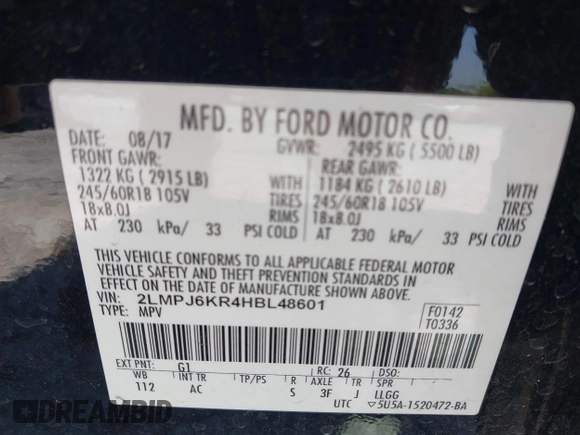 MFD. BY FORD MOTOR CO.
DATE: 08/17 GVWR: 2495 KG ( 5500 LB)
FRONT GAWR: REAR GAWR:
1322 KG ( 2915 LB) 1184 KG ( 2610 LB) WITH
245/60R18 105V TIRES 245/60R18 105V TIRES
18x8.0J RIMS 18x8.0J RIMS
AT 230 kPa/ 33 PSI COLD AT 230 kPa/ 33 PSI COLD
THIS VEHICLE CONFORMS TO ALL APPLICABLE FEDERAL MOTOR
VEHICLE SAFETY AND THEFT PREVENTION STANDARDS IN
EFFECT ON THE DATE OF MANUFACTURE SHOWN ABOVE.
VIN: 2LMPJ6KR4HBL48601 F0142
TYPE: MPV T0336
EXT PNT: G1 RC: 26 DSO:
WB INT TR TP/PS R AXLE TR SPR
112 AC S 3F J LLGG
UTC ▽5U5A-1520472-BA
DREAMBID